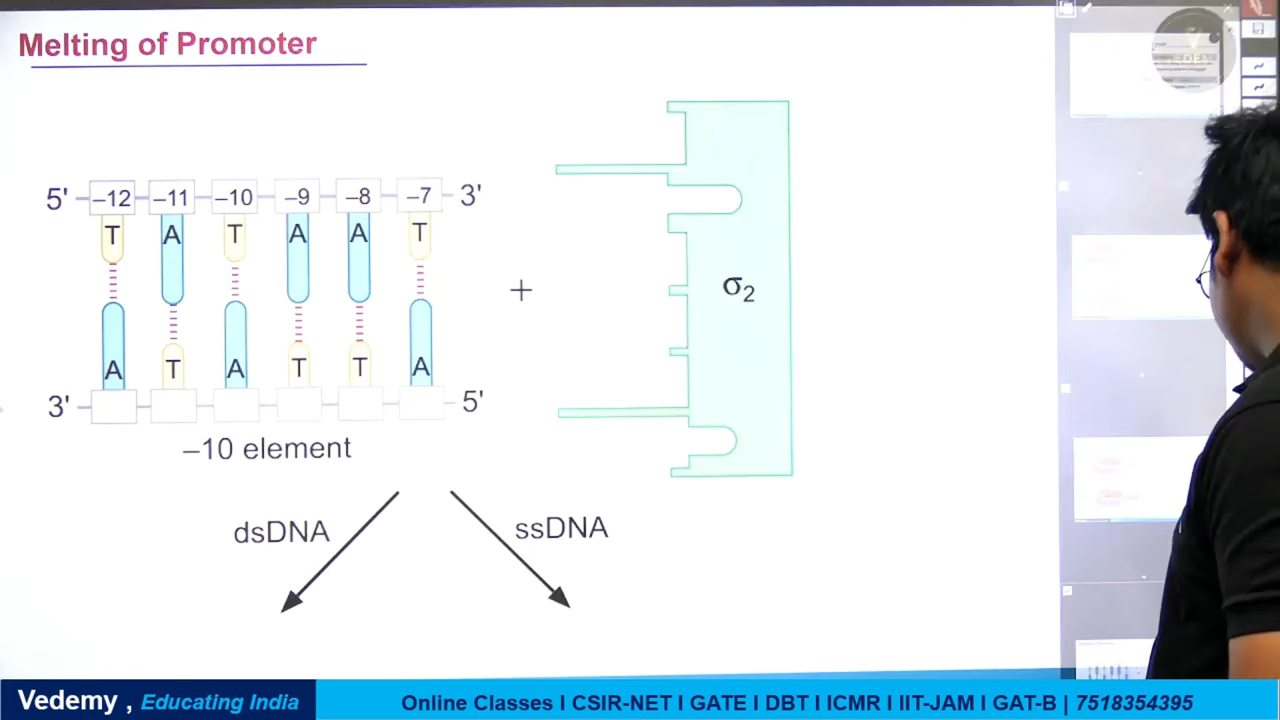 Melting of Promoter
5' –12 –11 –10 –9 –8 –7 3'
T A T A A T
+
σ2
A T A T T A
3' 5'
–10 element
dsDNA ssDNA
Vedemy , Educating India
Online Classes I CSIR-NET I GATE I DBT I ICMR I IIT-JAM I GAT-B | 7518354395